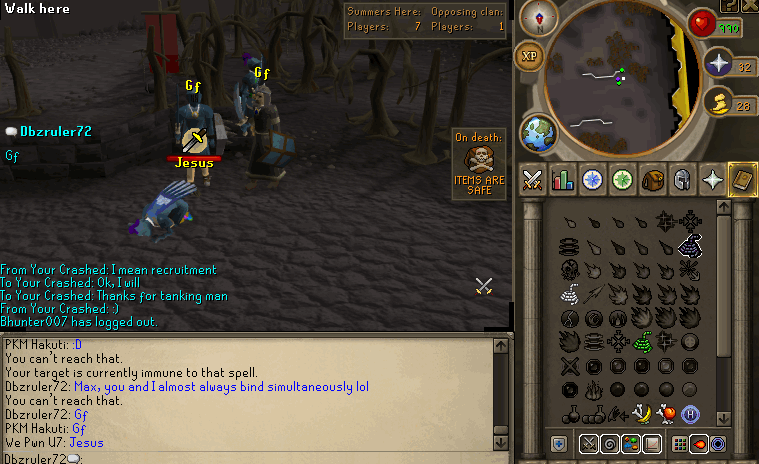 Walk here
Summers Here: Opposing clan:
Players: 7 Players: 1
N
990
XP
32
28
Gf
Gf
Dbzruler72
Gf
Jesus
On death:
ITEMS ARE
SAFE
From Your Crashed: I mean recruitment
To Your Crashed: Ok, I will
To Your Crashed: Thanks for tanking man
From Your Crashed: :)
Bhunter007 has logged out.
PKM Hakuti: :D
You can't reach that.
Your target is currently immune to that spell.
Dbzruler72: Max, you and I almost always bind simultaneously lol
You can't reach that.
Dbzruler72: Gf
PKM Hakuti: Gf
We Pwn U7: Jesus
Dbzruler72:
H